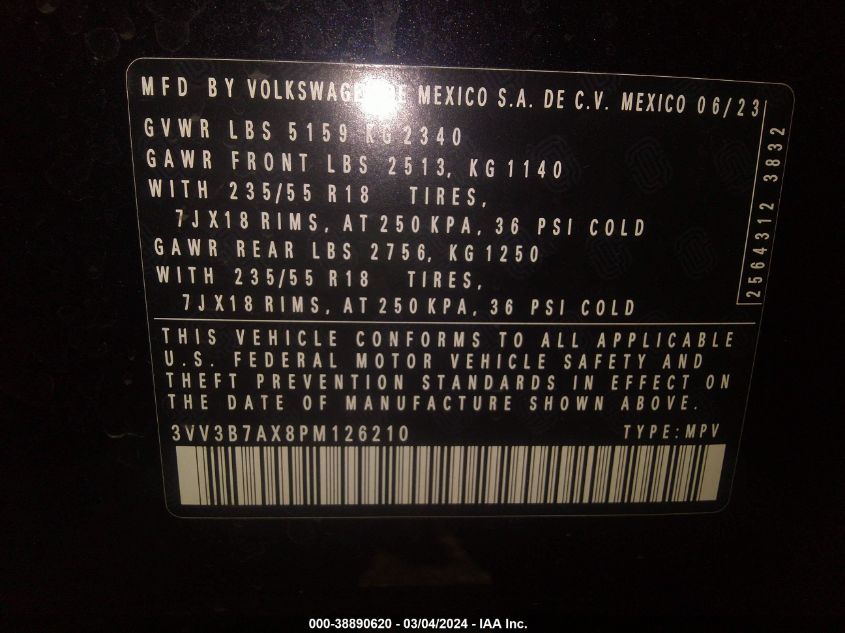 MFD BY VOLKSWAGEN DE MEXICO S.A. DE C.V. MEXICO 06/23
GVWR LBS 5159 KG 2340
GAWR FRONT LBS 2513, KG 1140
WITH 235/55 R18 TIRES,
7JX18 RIMS, AT 250 KPA, 36 PSI COLD
GAWR REAR LBS 2756, KG 1250
WITH 235/55 R18 TIRES,
7JX18 RIMS, AT 250 KPA, 36 PSI COLD
2564312 3832
THIS VEHICLE CONFORMS TO ALL APPLICABLE
U.S. FEDERAL MOTOR VEHICLE SAFETY AND
THEFT PREVENTION STANDARDS IN EFFECT ON
THE DATE OF MANUFACTURE SHOWN ABOVE.
3VV3B7AX8PM126210 TYPE: MPV
000-38890620 - 03/04/2024 - IAA Inc.